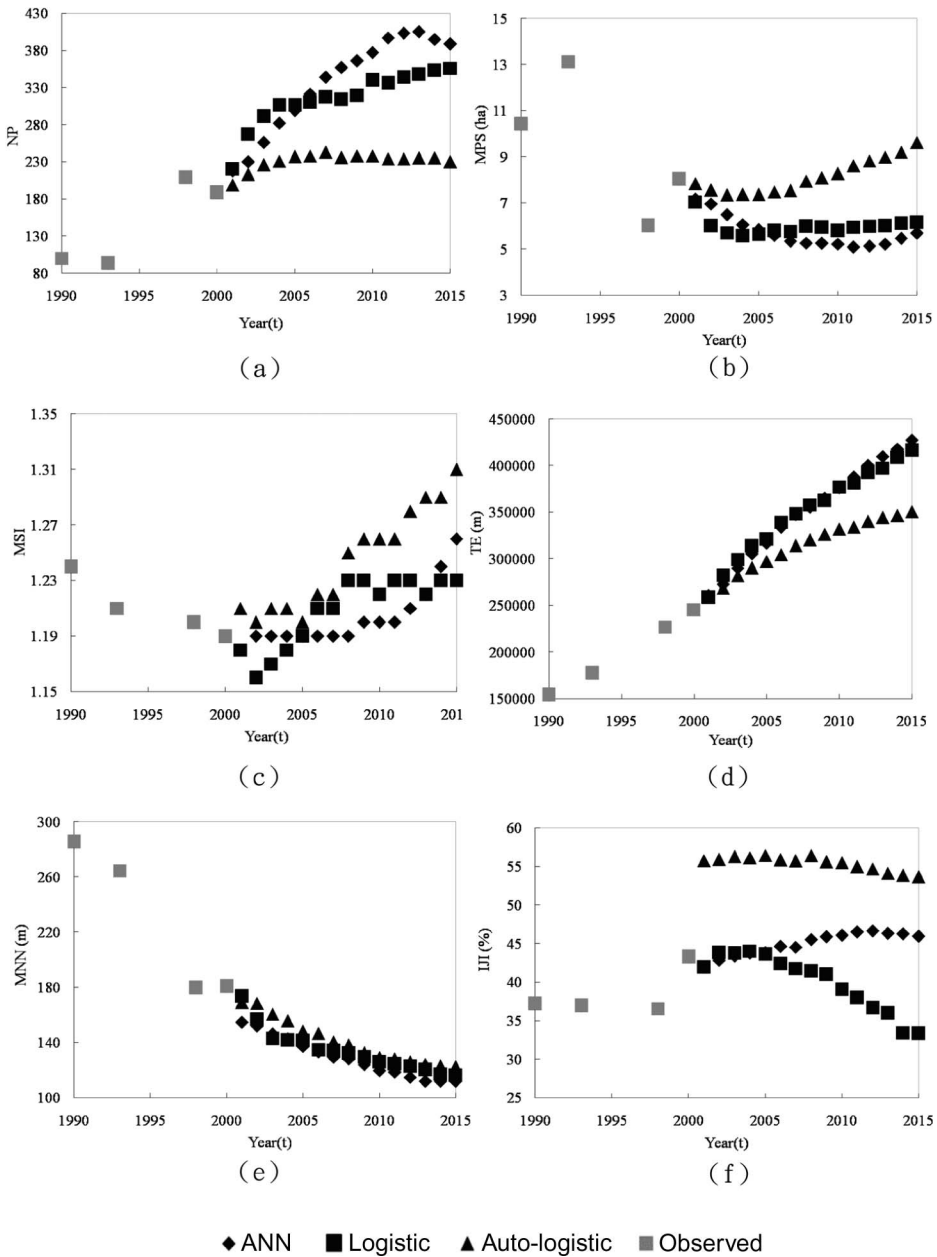 430
380
330
280
230
180
130
80
NP
1990 1995 2000 2005 2010 2015
Year(t)
(a)
15
13
11
9
7
5
3
MPS (ha)
1990 1995 2000 2005 2010 2015
Year(t)
(b)
1.35
1.31
1.27
1.23
1.19
1.15
MSI
1990 1995 2000 2005 2010 201
Year(t)
(c)
450000
400000
350000
300000
250000
200000
150000
TE (m)
1990 1995 2000 2005 2010 2015
Year(t)
(d)
300
260
220
180
140
100
MNN (m)
1990 1995 2000 2005 2010 2015
Year(t)
(e)
60
55
50
45
40
35
30
25
IJI (%)
1990 1995 2000 2005 2010 2015
Year(t)
(f)
ANN Logistic Auto-logistic Observed